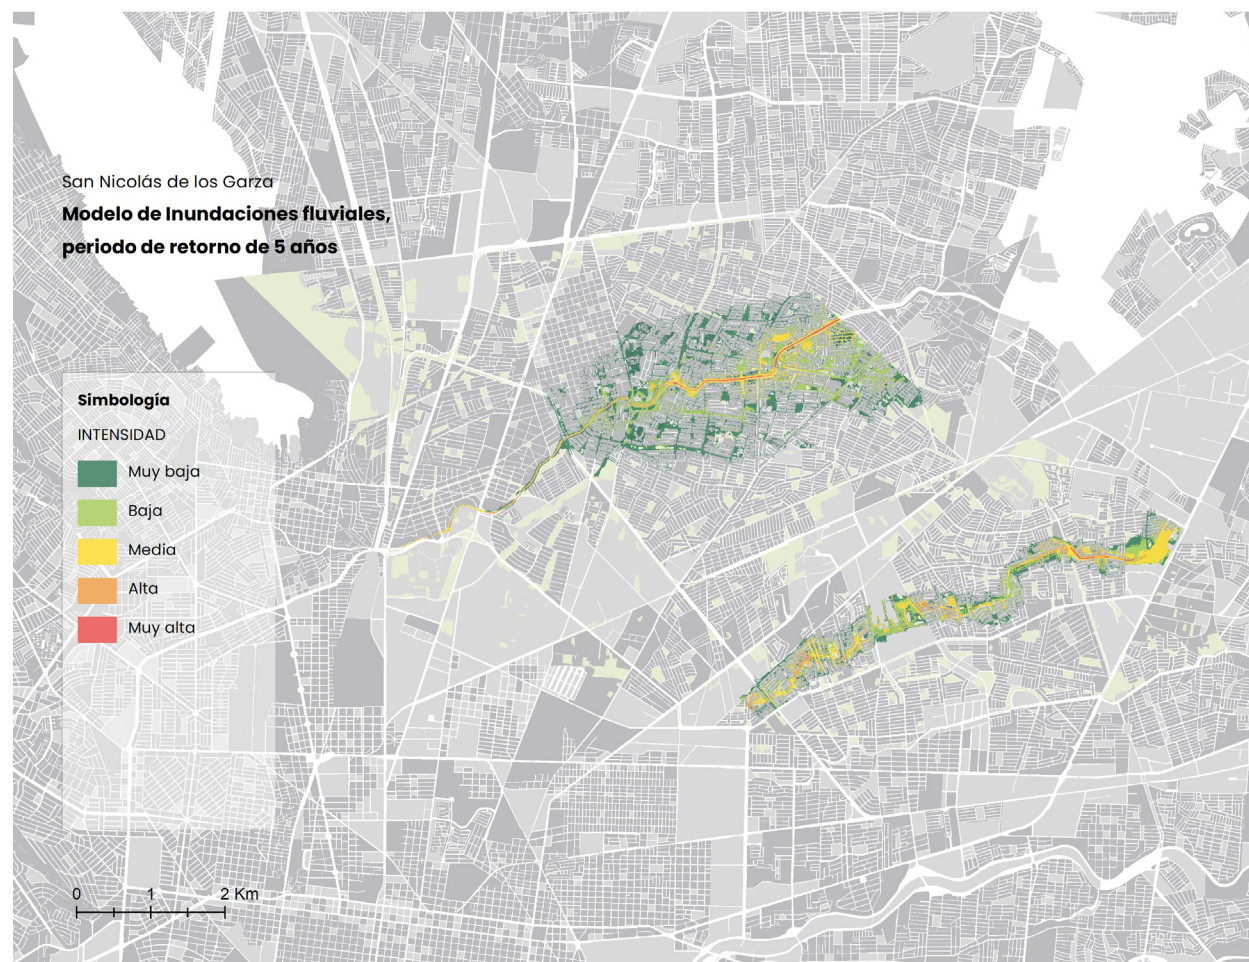 San Nicolás de los Garza
Modelo de Inundaciones fluviales,
periodo de retorno de 5 años
Simbología
INTENSIDAD
Muy baja
Baja
Media
Alta
Muy alta
0 1 2 Km